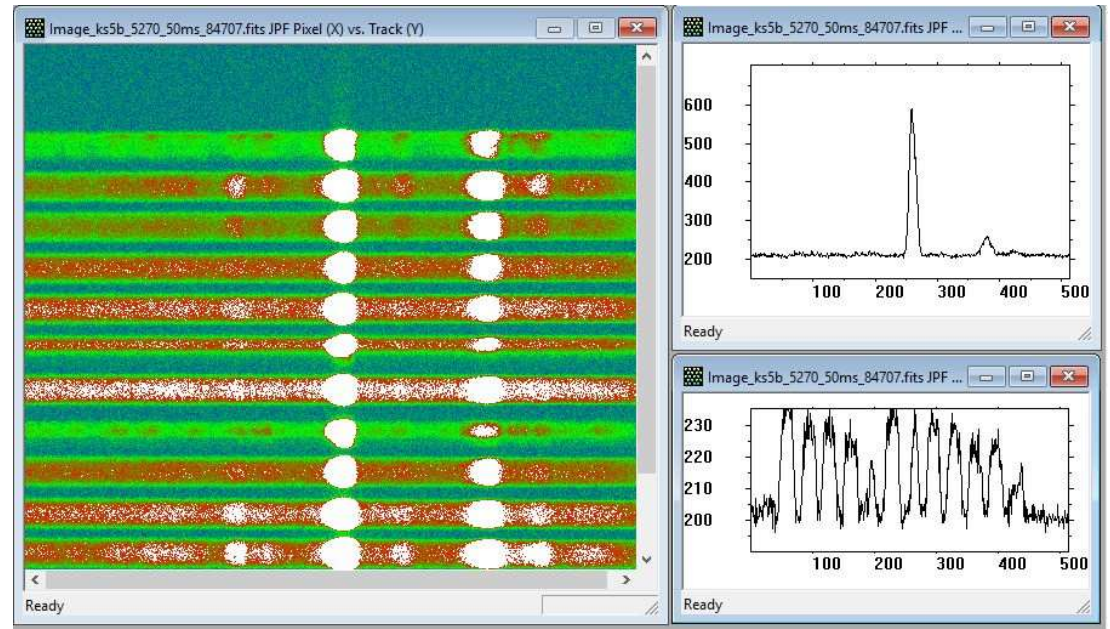 Image_ks5b_5270_50ms_84707.fits JPF Pixel (X) vs. Track (Y)
Ready
Image_ks5b_5270_50ms_84707.fits JPF ...
600
500
400
300
200
100 200 300 400 500
Ready
Image_ks5b_5270_50ms_84707.fits JPF ...
230
220
210
200
100 200 300 400 500
Ready